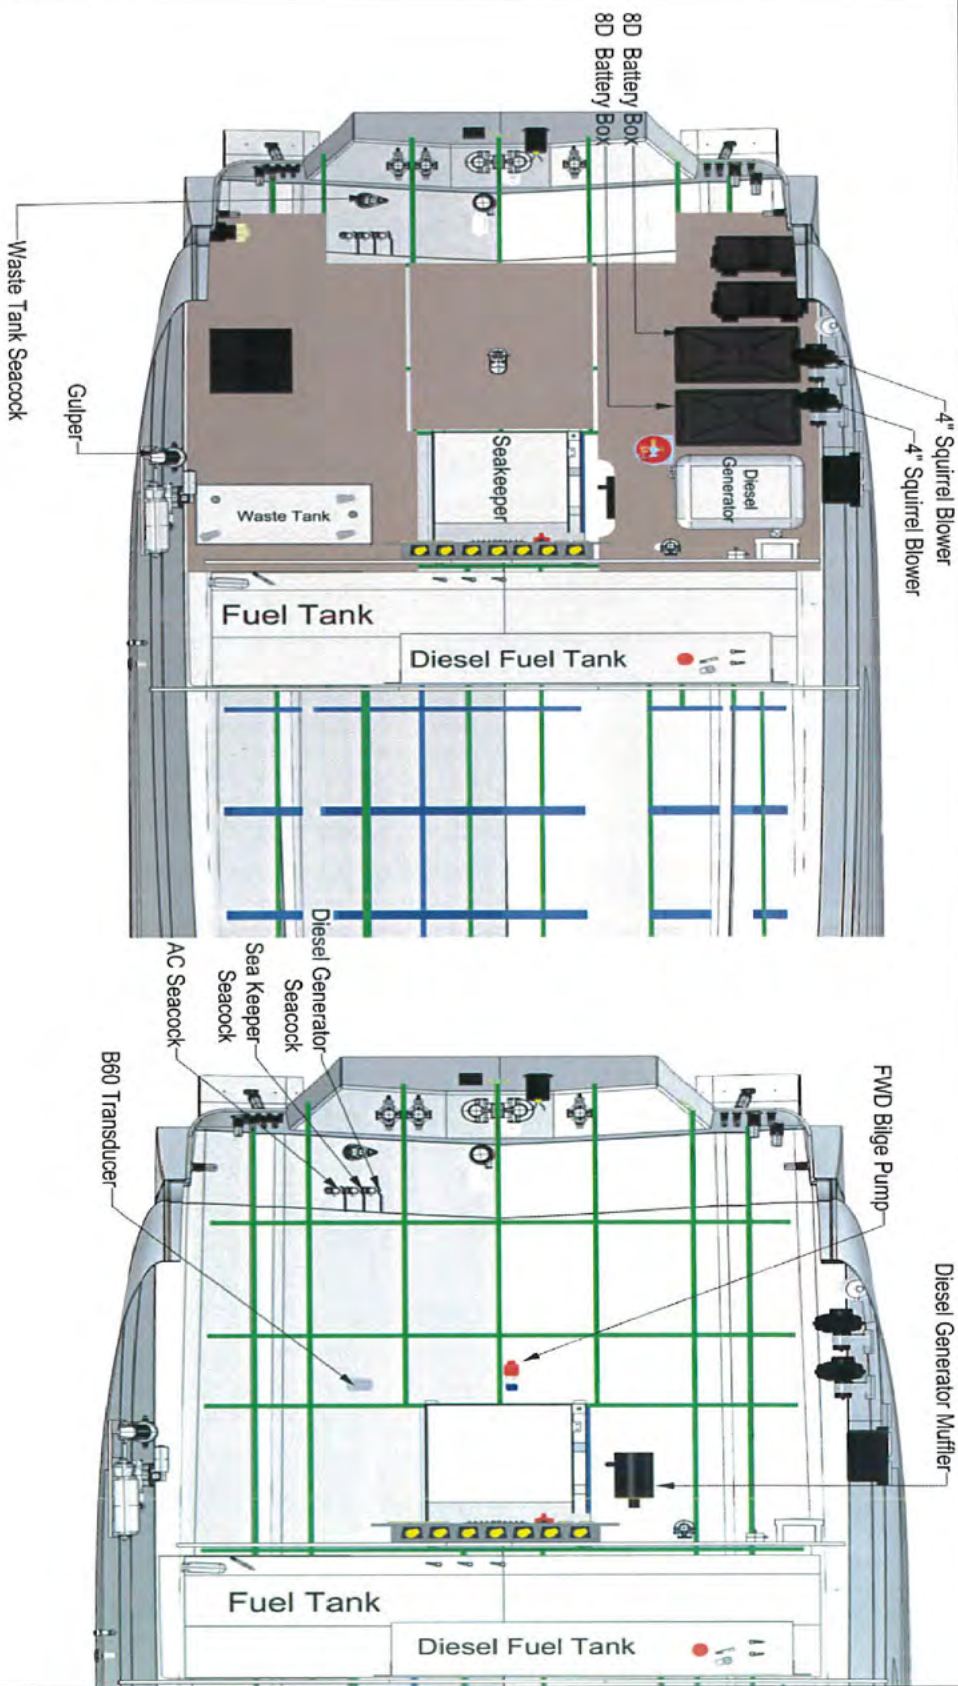 8D Battery Box
8D Battery Box
4" Squirrel Blower
4" Squirrel Blower
Waste Tank Seacock
Gulper
Seakeeper
Diesel
Generator
Waste Tank
Fuel Tank
Diesel Fuel Tank
Diesel Generator
Seacock
Sea Keeper
Seacock
AC Seacock
B60 Transducer
FWD Bilge Pump
Diesel Generator Muffler
Fuel Tank
Diesel Fuel Tank